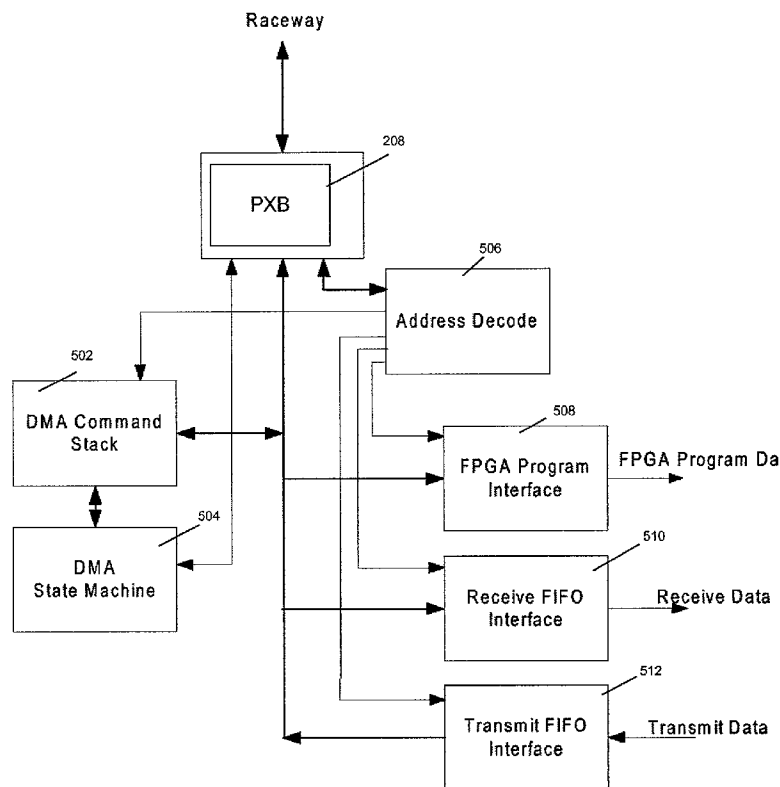 Raceway
208
PXB
506
Address Decode
502
DMA Command
Stack
508
FPGA Program
Interface
FPGA Program Da
504
DMA
State Machine
510
Receive FIFO
Interface
Receive Data
512
Transmit FIFO
Interface
Transmit Data